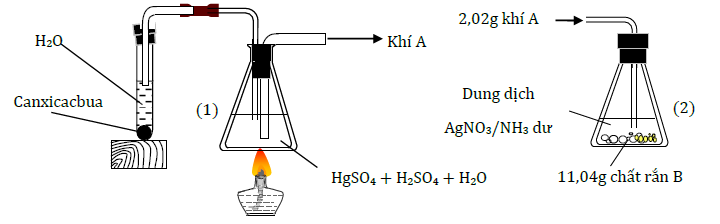 H₂O
Canxicacbua
(1)
Khí A
HgSO₄ + H₂SO₄ + H₂O
2,02g khí A
Dung dịch
AgNO₃/NH₃ dư
(2)
11,04g chất rắn B